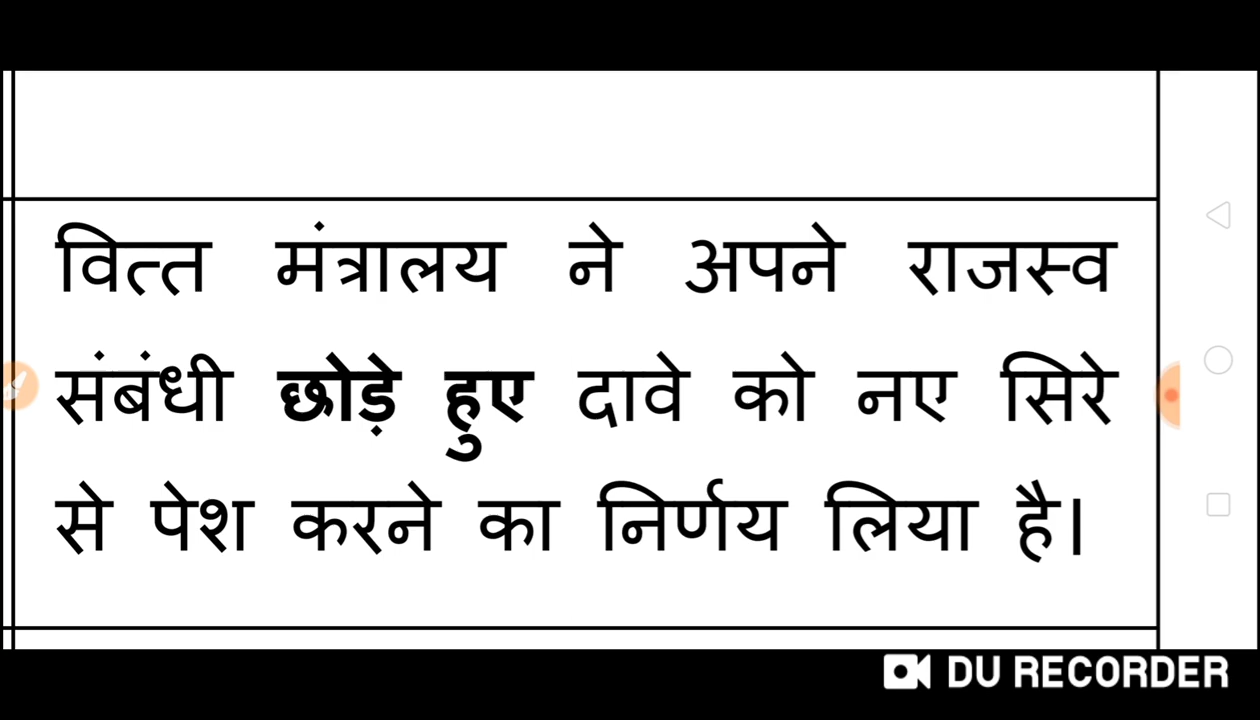 वित्त मंत्रालय ने अपने राजस्व
संबंधी छोड़े हुए दावे को नए सिरे
से पेश करने का निर्णय लिया है।
DU RECORDER